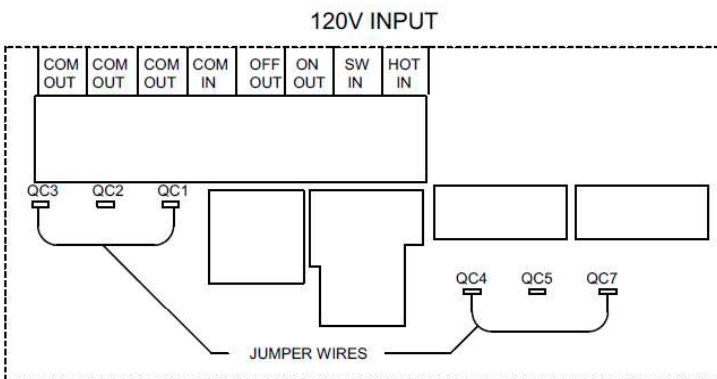 120V INPUT
COM COM COM COM OFF ON SW HOT
OUT OUT OUT IN OUT OUT IN IN
QC3 QC2 QC1
QC4 QC5 QC7
JUMPER WIRES